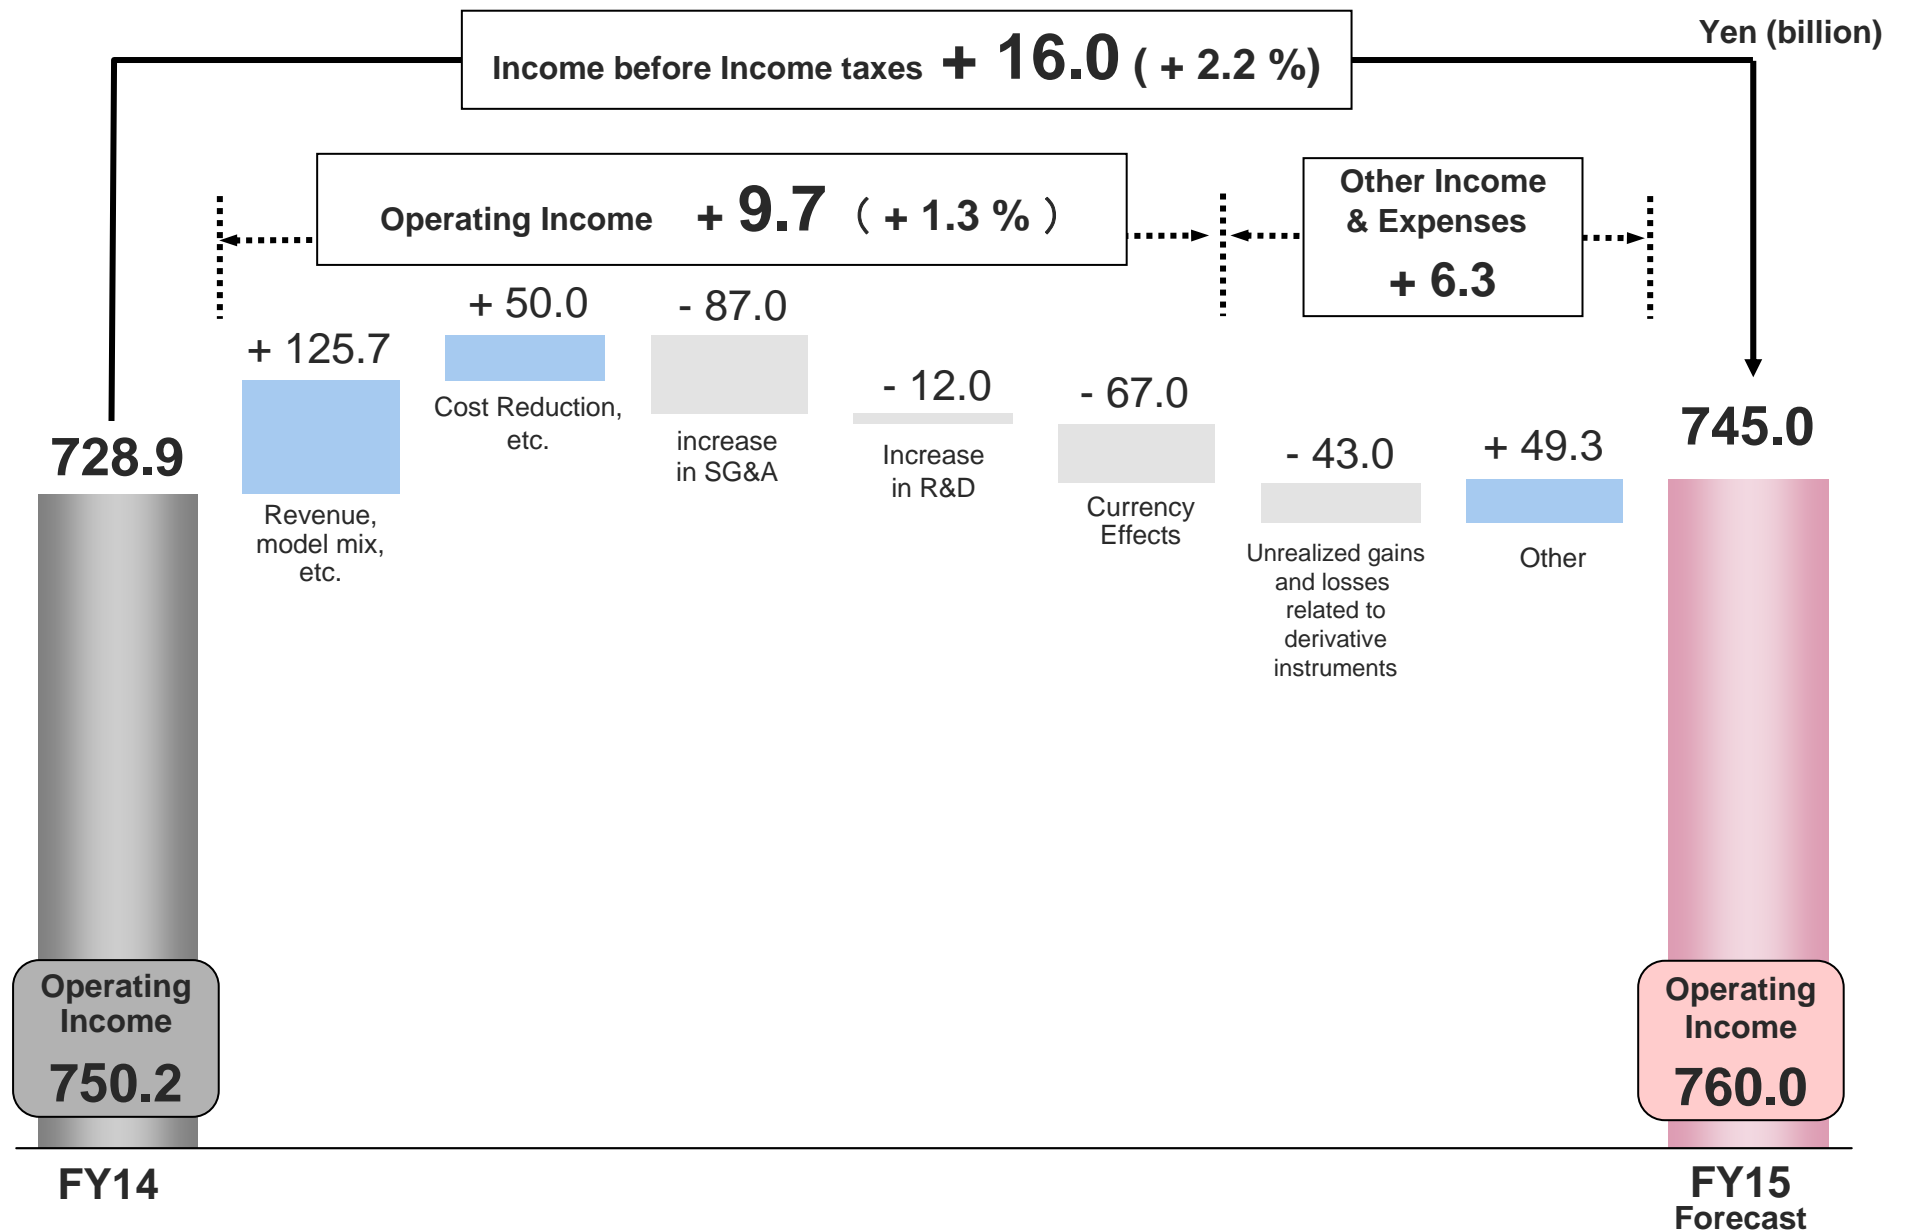 Yen (billion)
Income before Income taxes + 16.0 ( + 2.2 %)
Operating Income + 9.7 ( + 1.3 % )
Other Income
& Expenses
+ 6.3
728.9
+ 125.7
Revenue,
model mix,
etc.
+ 50.0
Cost Reduction,
etc.
- 87.0
increase
in SG&A
- 12.0
Increase
in R&D
- 67.0
Currency
Effects
- 43.0
Unrealized gains
and losses
related to
derivative
instruments
+ 49.3
Other
745.0
Operating
Income
750.2
Operating
Income
760.0
FY14
FY15
Forecast